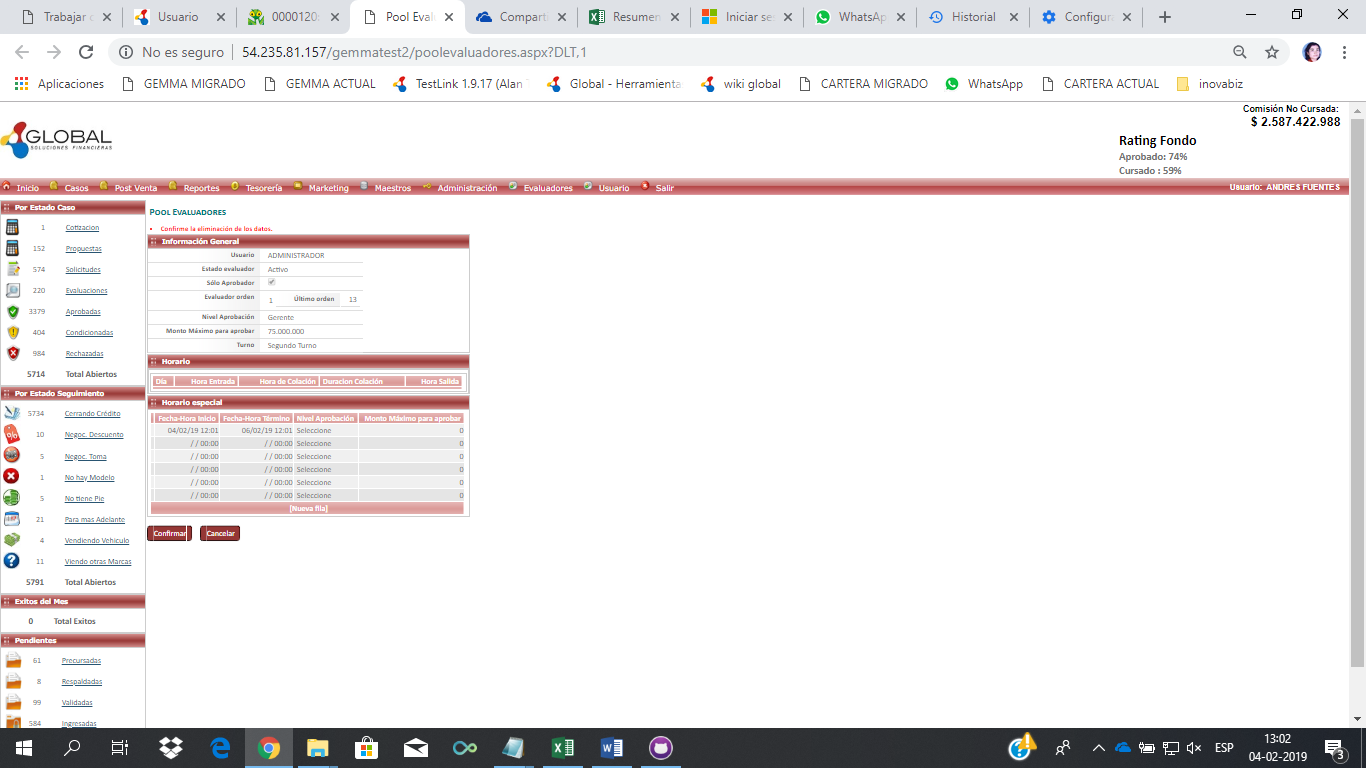 Trabajar c
Usuario
0000120:
Pool Eval
Comparti
Resumen
Iniciar se
WhatsAp
Historial
Configura
No es seguro
54.235.81.157/gemmatest2/poolevaluadores.aspx?DLT,1
Aplicaciones
GEMMA MIGRADO
GEMMA ACTUAL
TestLink 1.9.17 (Alan
Global - Herramienta
wiki global
CARTERA MIGRADO
WhatsApp
CARTERA ACTUAL
inovabiz
GLOBAL
SOLUCIONES FINANCIERAS
Comisión No Cursada:
$ 2.587.422.988
Rating Fondo
Aprobado: 74%
Cursado : 59%
Inicio Casos Post Venta Reportes Tesorería Marketing Maestros Administración Evaluadores Usuario Salir
Usuario: ANDRES FUENTES
Por Estado Caso
1 Cotizacion
152 Propuestas
574 Solicitudes
220 Evaluaciones
3379 Aprobadas
404 Condicionadas
984 Rechazadas
5714 Total Abiertos
Por Estado Seguimiento
5734 Cerrando Crédito
10 Negoc. Descuento
5 Negoc. Toma
1 No hay Modelo
5 No tiene Pie
21 Para mas Adelante
4 Vendiendo Vehiculo
11 Viendo otras Marcas
5791 Total Abiertos
Exitos del Mes
0 Total Exitos
Pendientes
61 Precursadas
8 Respaldadas
99 Validadas
584 Ingresadas
POOL EVALUADORES
Confirma la eliminación de los datos.
Información General
Usuario ADMINISTRADOR
Estado evaluador Activo
Sólo Aprobador
Evaluador orden 1 Último orden 13
Nivel Aprobación Gerente
Monto Máximo para aprobar 75.000.000
Turno Segundo Turno
Horario
Día Hora Entrada Hora de Colación Duracion Colación Hora Salida
Horario especial
Fecha-Hora Inicio Fecha-Hora Término Nivel Aprobación Monto Máximo para aprobar
04/02/19 12:01 06/02/19 12:01 Seleccione 0
/ / 00:00 / / 00:00 Seleccione 0
/ / 00:00 / / 00:00 Seleccione 0
/ / 00:00 / / 00:00 Seleccione 0
/ / 00:00 / / 00:00 Seleccione 0
/ / 00:00 / / 00:00 Seleccione 0
[Nueva fila]
Confirmar Cancelar
ESP
13:02
04-02-2019
3